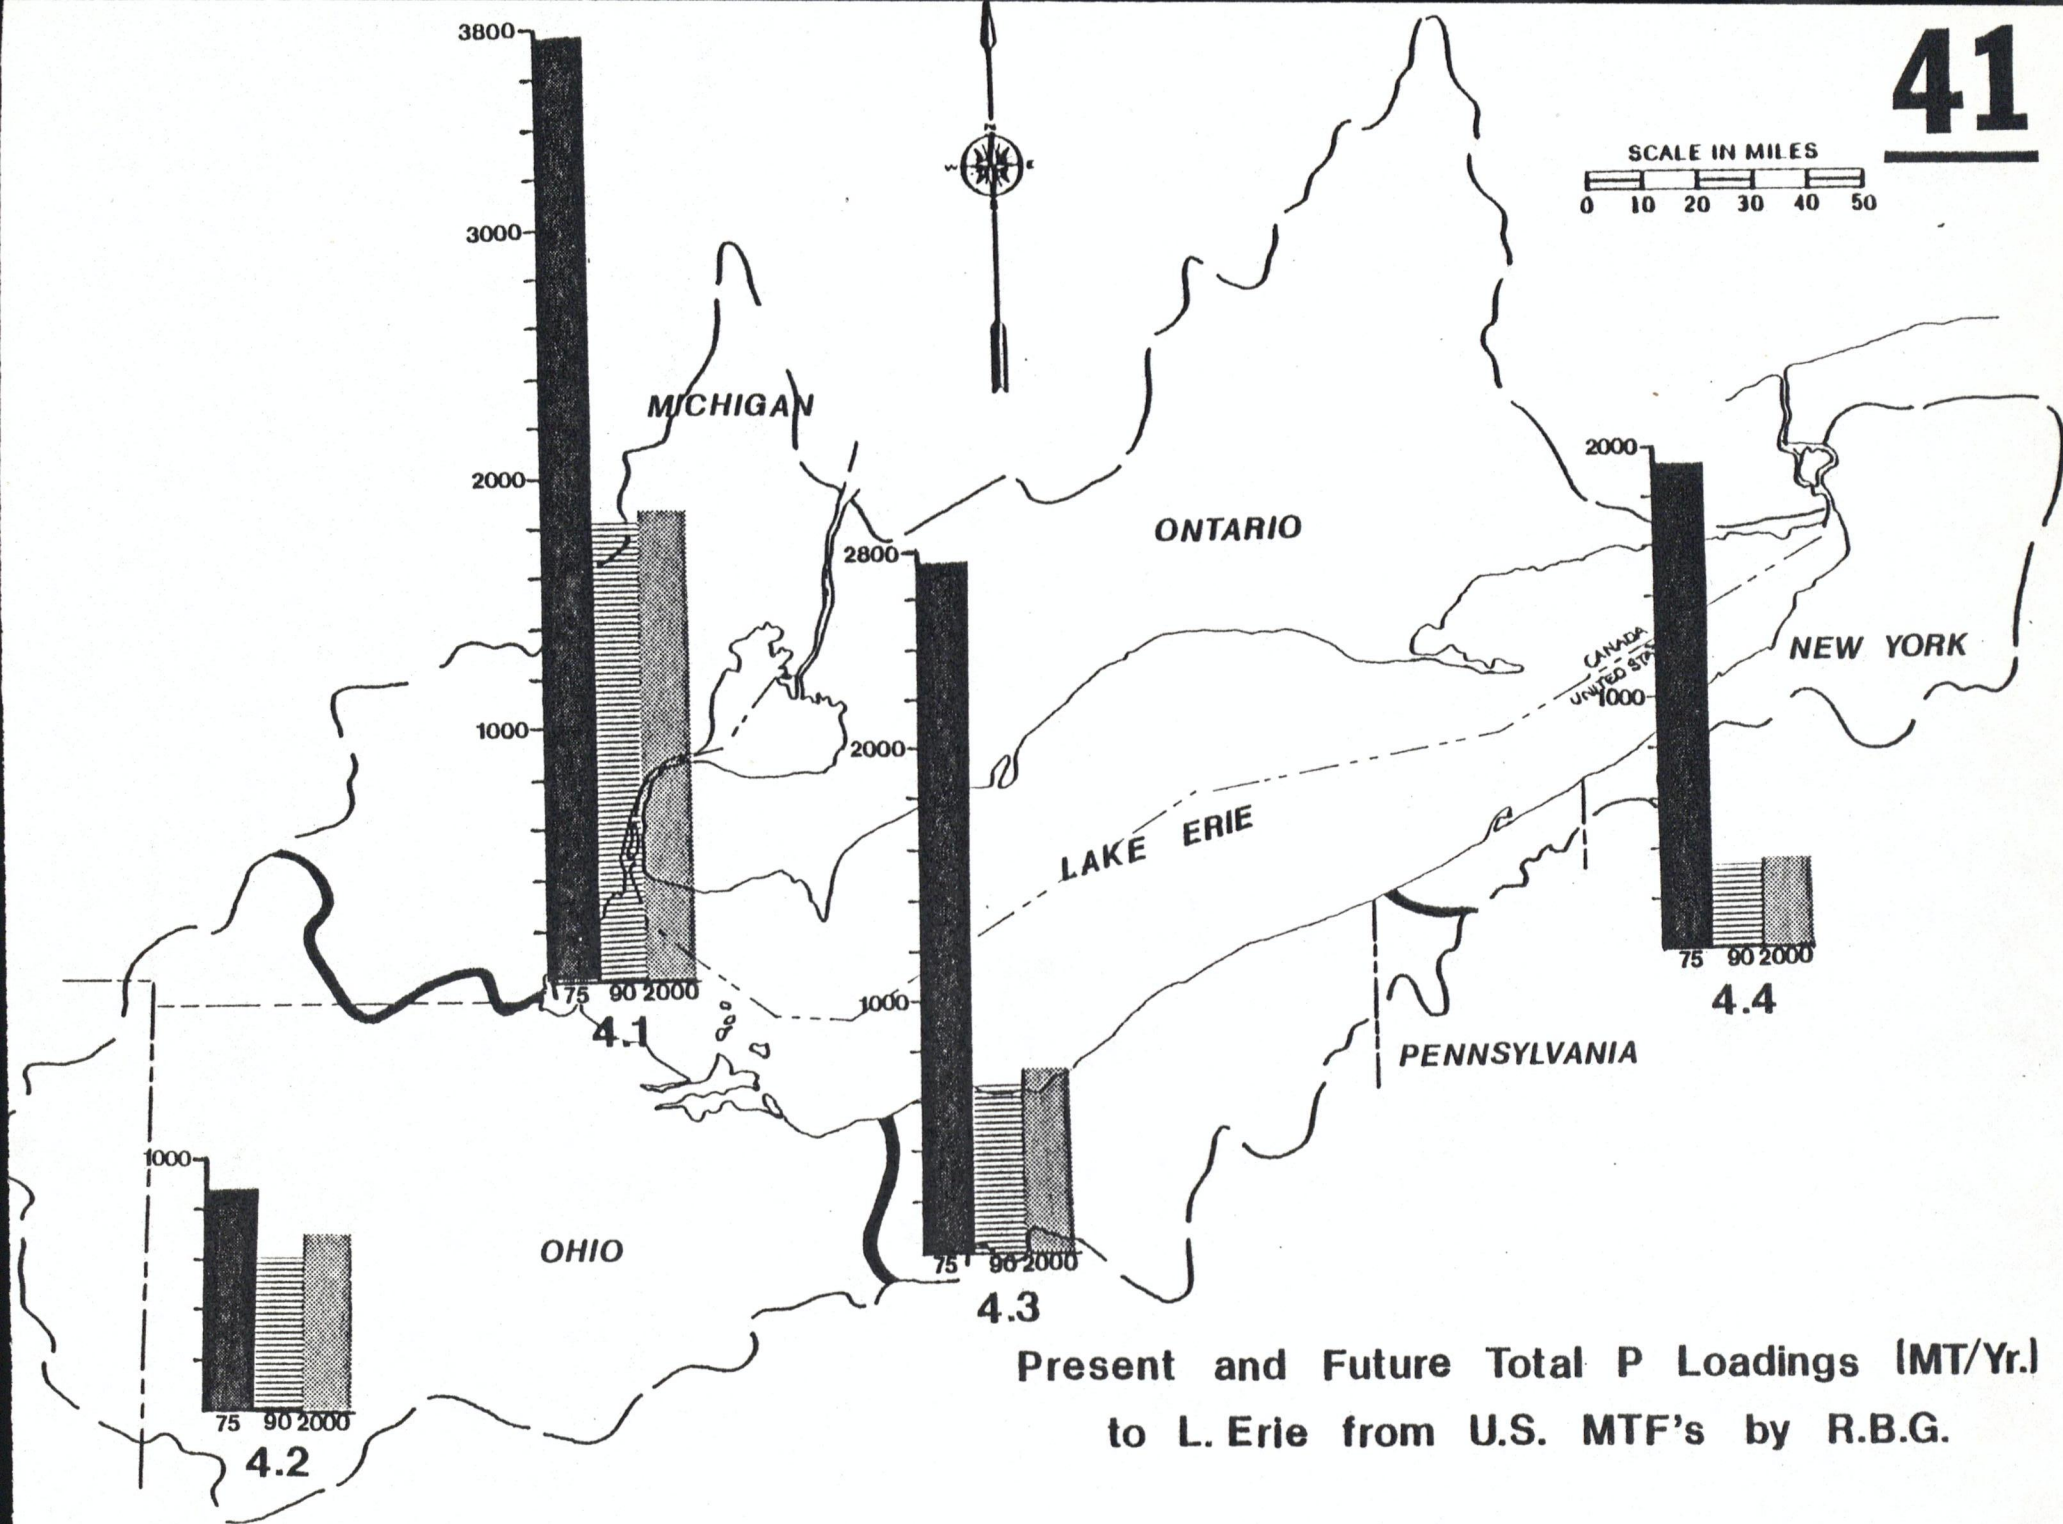 41
SCALE IN MILES
0 10 20 30 40 50
N
W E
3800
3000
2000
1000
75 90 2000
4.1
MICHIGAN
ONTARIO
2800
2000
1000
75 90 2000
4.3
2000
1000
75 90 2000
4.4
CANADA
UNITED STA
NEW YORK
LAKE ERIE
PENNSYLVANIA
OHIO
1000
75 90 2000
4.2
Present and Future Total P Loadings (MT/Yr.)
to L. Erie from U.S. MTF's by R.B.G.